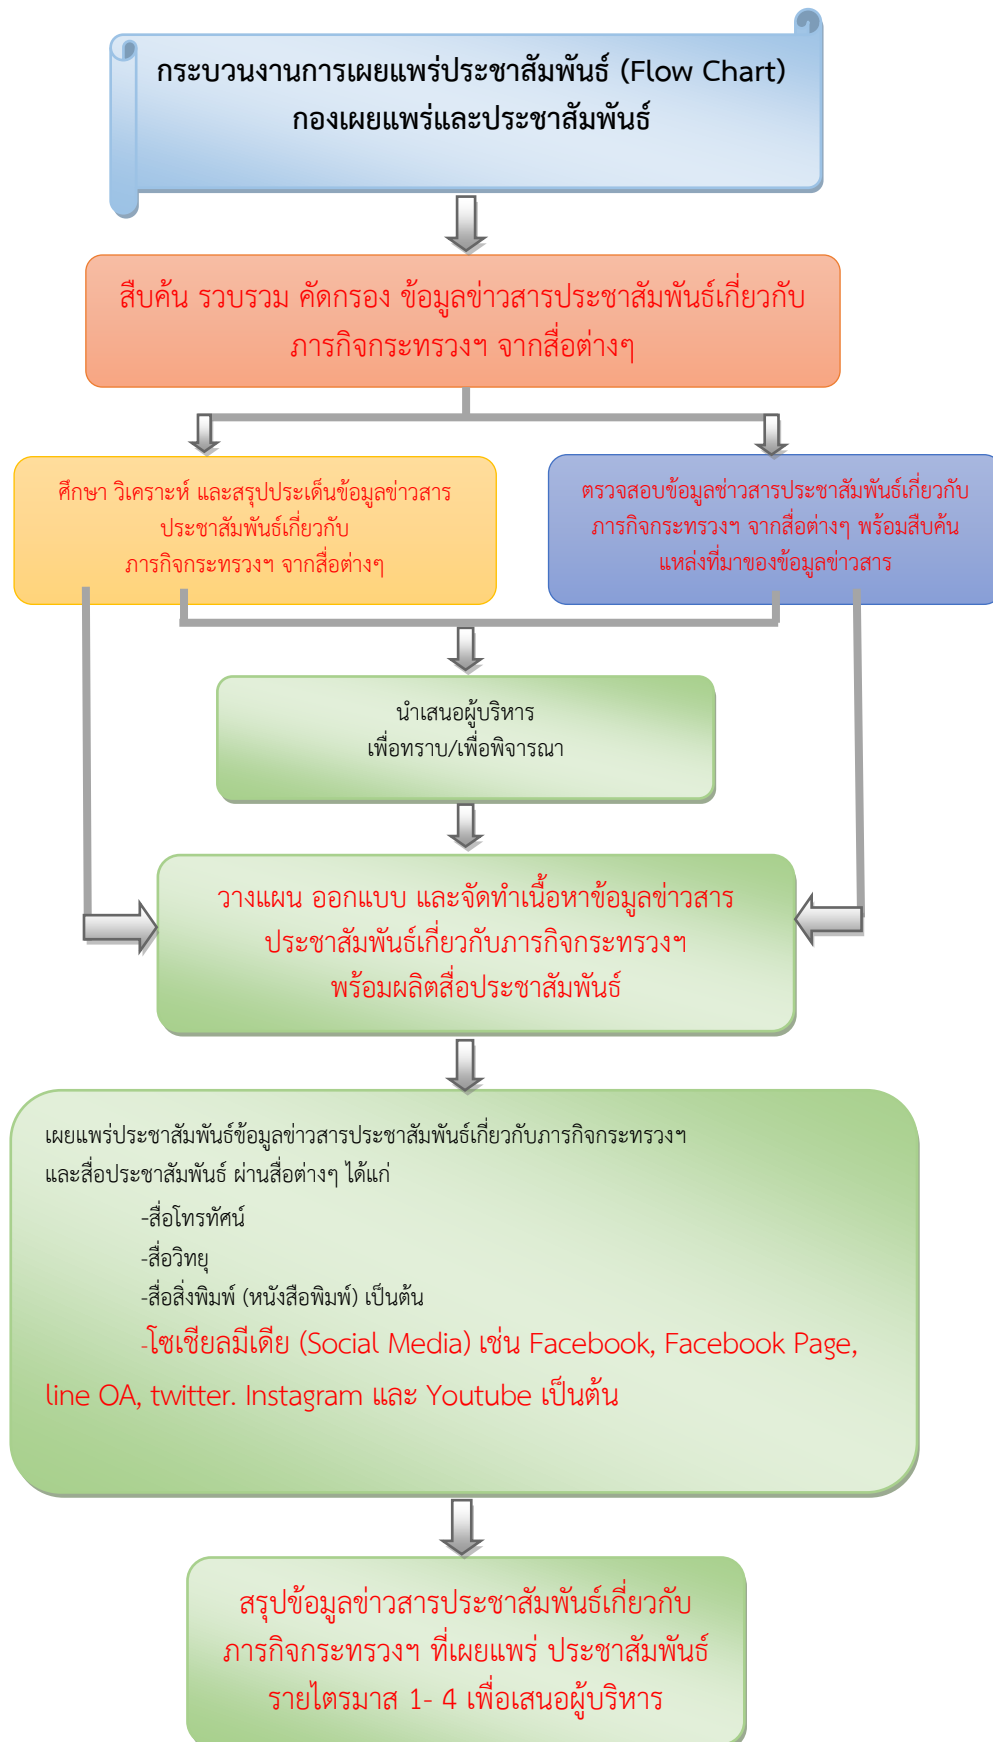 กระบวนงานการเผยแพร่ประชาสัมพันธ์ (Flow Chart)
กองเผยแพร่และประชาสัมพันธ์
สืบค้น รวบรวม คัดกรอง ข้อมูลข่าวสารประชาสัมพันธ์เกี่ยวกับ
ภารกิจกระทรวงฯ จากสื่อต่างๆ
ศึกษา วิเคราะห์ และสรุปประเด็นข้อมูลข่าวสาร
ประชาสัมพันธ์เกี่ยวกับ
ภารกิจกระทรวงฯ จากสื่อต่างๆ
ตรวจสอบข้อมูลช่าวสารประชาสัมพันธ์เกี่ยวกับ
ภารกิจกระทรวงฯ จากสื่อต่างๆ พร้อมสืบค้น
แหล่งที่มาของข้อมูลข่าวสาร
นำเสนอผู้บริหาร
เพื่อทราบ/เพื่อพิจารณา
วางแผน ออกแบบ และจัดทำเนื้อหาข้อมูลข่าวสาร
ประชาสัมพันธ์เกี่ยวกับภารกิจกระทรวงฯ
พร้อมผลิตสื่อประชาสัมพันธ์
เผยแพร่ประชาสัมพันธ์ข้อมูลข่าวสารประชาสัมพันธ์เกี่ยวกับภารกิจกระทรวงฯ
และสื่อประชาสัมพันธ์ ผ่านสื่อต่างๆ ได้แก่
-สื่อโทรทัศน์
-สื่อวิทยุ
-สื่อสิ่งพิมพ์ (หนังสือพิมพ์) เป็นต้น
-โซเชียลมีเดีย (Social Media) เช่น Facebook, Facebook Page,
line OA, twitter. Instagram และ Youtube เป็นต้น
สรุปข้อมูลข่าวสารประชาสัมพันธ์เกี่ยวกับ
ภารกิจกระทรวงฯ ที่เผยแพร่ ประชาสัมพันธ์
รายไตรมาส 1- 4 เพื่อเสนอผู้บริหาร